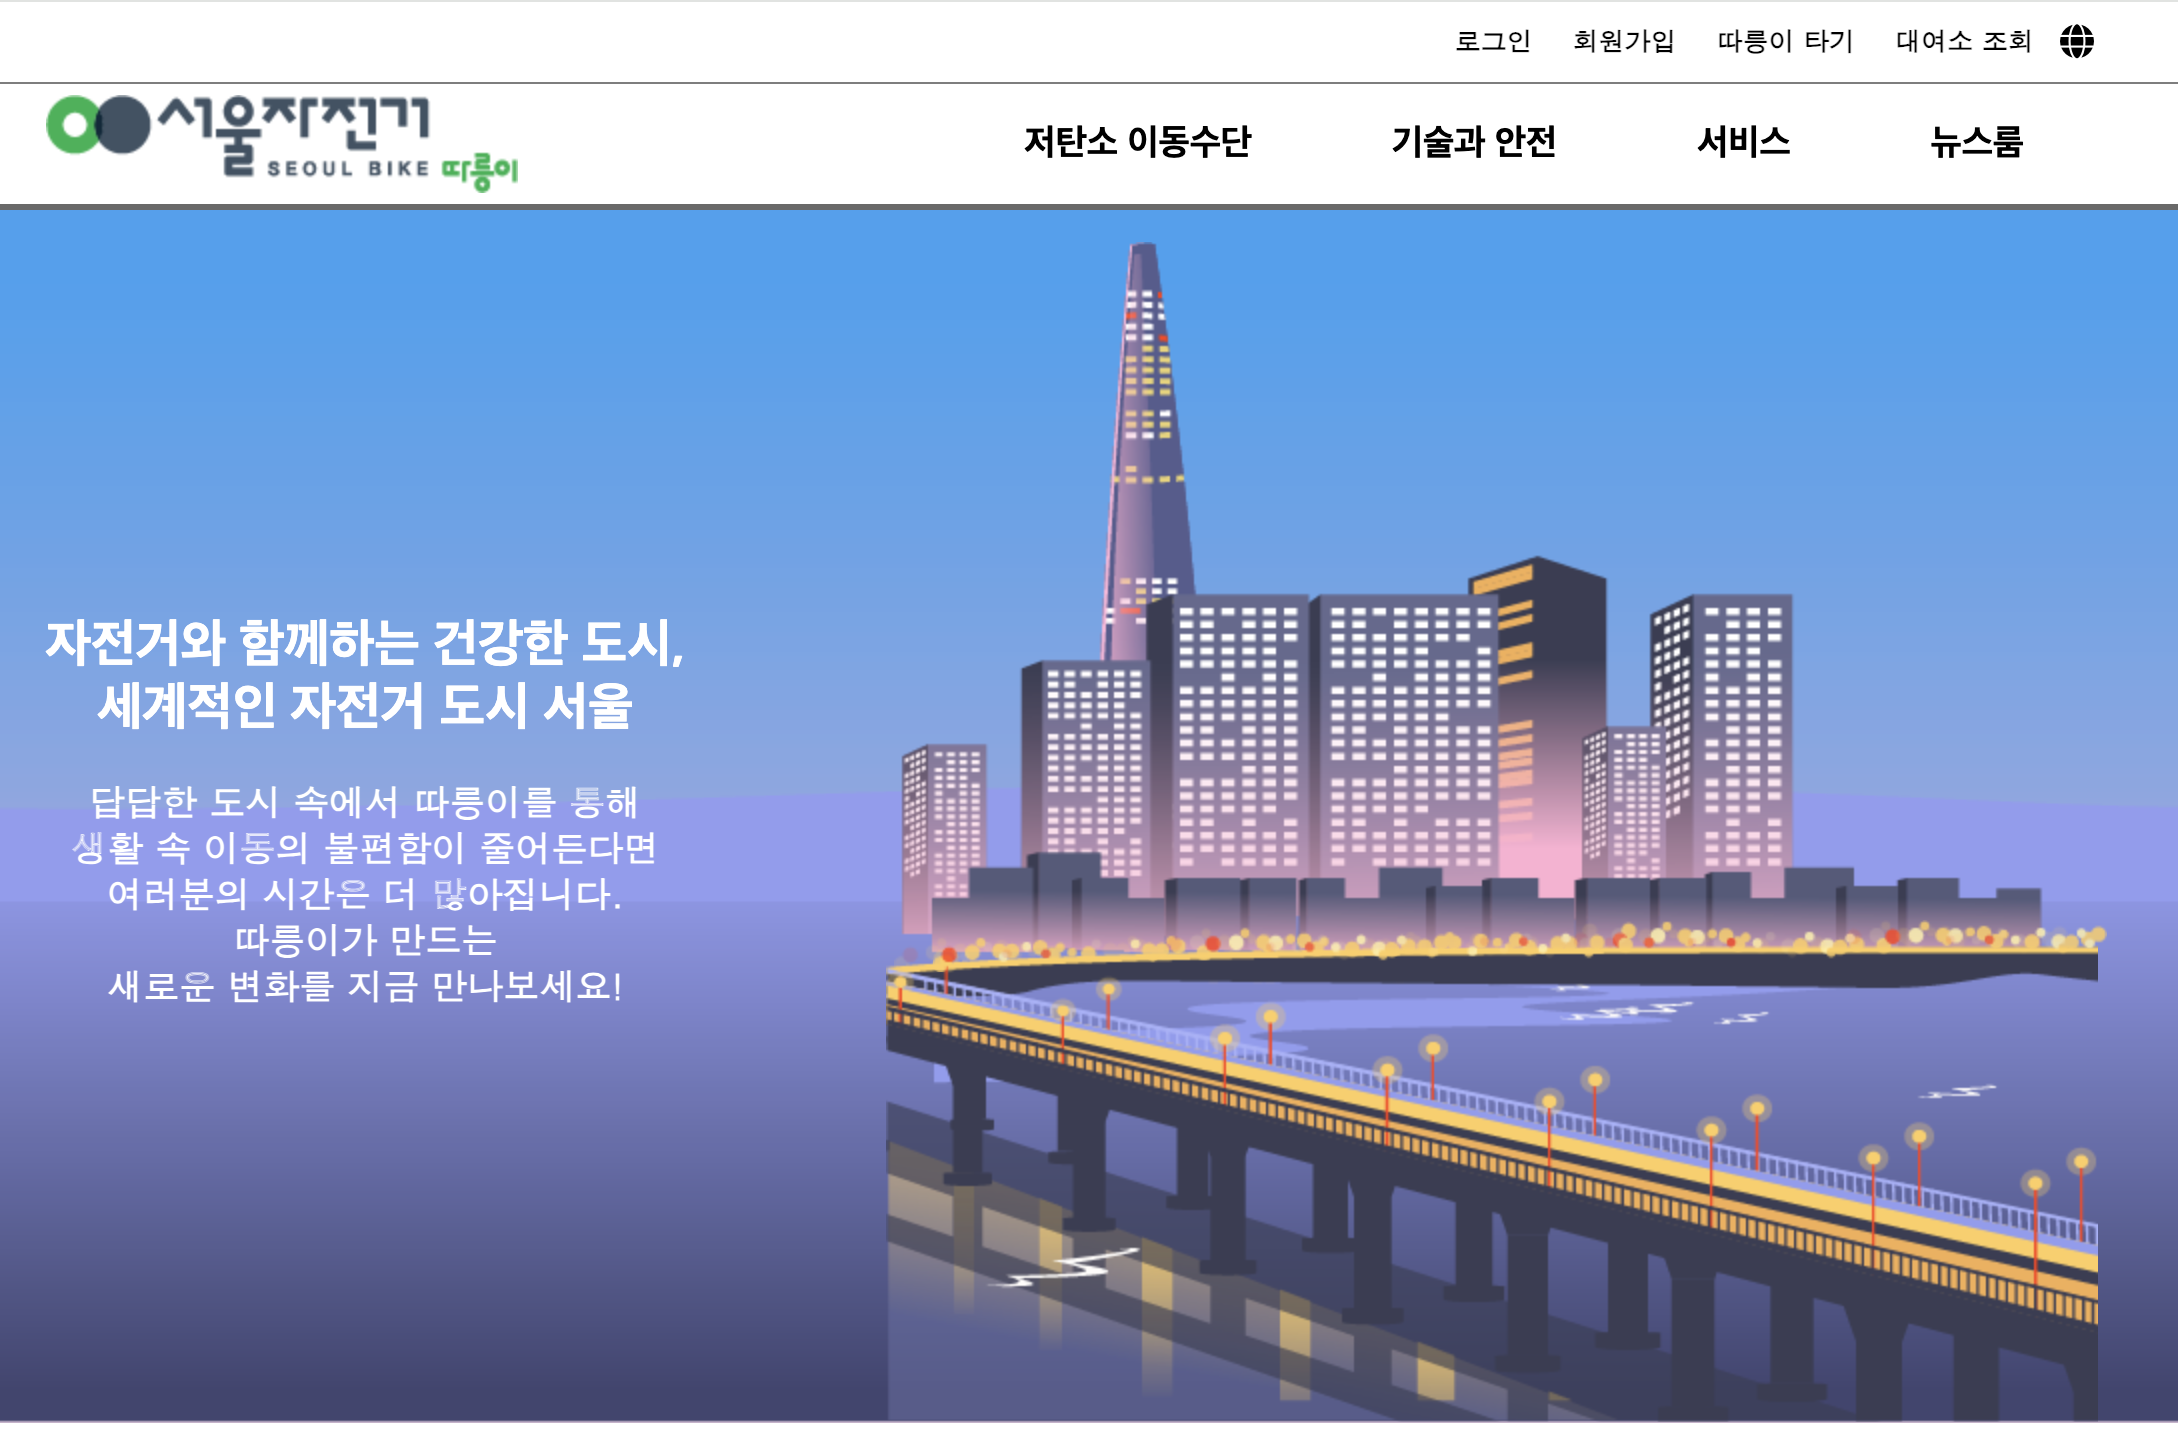 로그인 회원가입 따릉이 타기 대여소 조회
서울자전거
SEOUL BIKE 따릉이
저탄소 이동수단 기술과 안전 서비스 뉴스룸
자전거와 함께하는 건강한 도시,
세계적인 자전거 도시 서울
답답한 도시 속에서 따릉이를 통해
생활 속 이동의 불편함이 줄어든다면
여러분의 시간은 더 많아집니다.
따릉이가 만드는
새로운 변화를 지금 만나보세요!